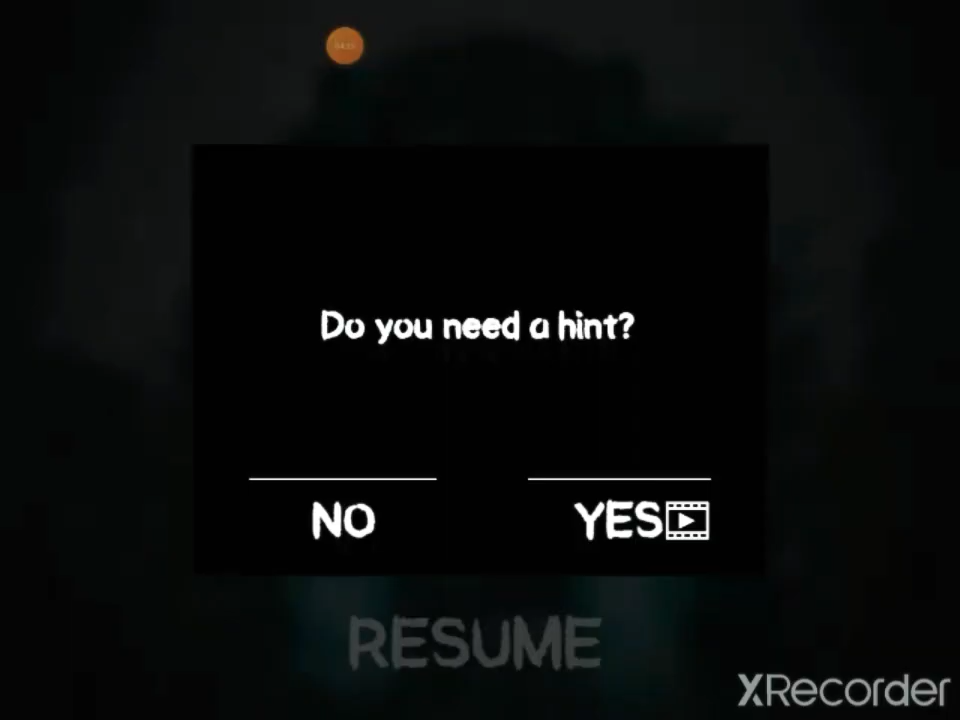 Do you need a hint?
NO
YES
RESUME
XRecorder